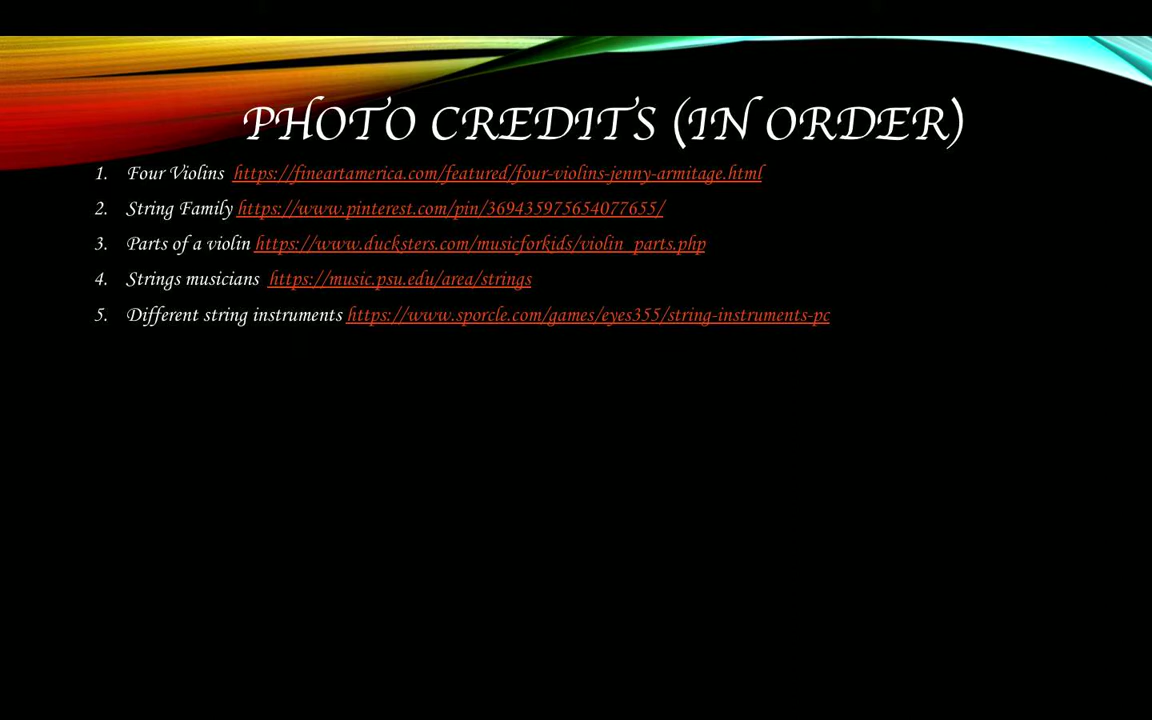 PHOTO CREDITS (IN ORDER)
1. Four Violins https://fineartamerica.com/featured/four-violins-jenny-armitage.html
2. String Family https://www.pinterest.com/pin/369435975654077655/
3. Parts of a violin https://www.ducksters.com/musicforkids/violin_parts.php
4. Strings musicians https://music.psu.edu/area/strings
5. Different string instruments https://www.sporcle.com/games/eyes355/string-instruments-pc